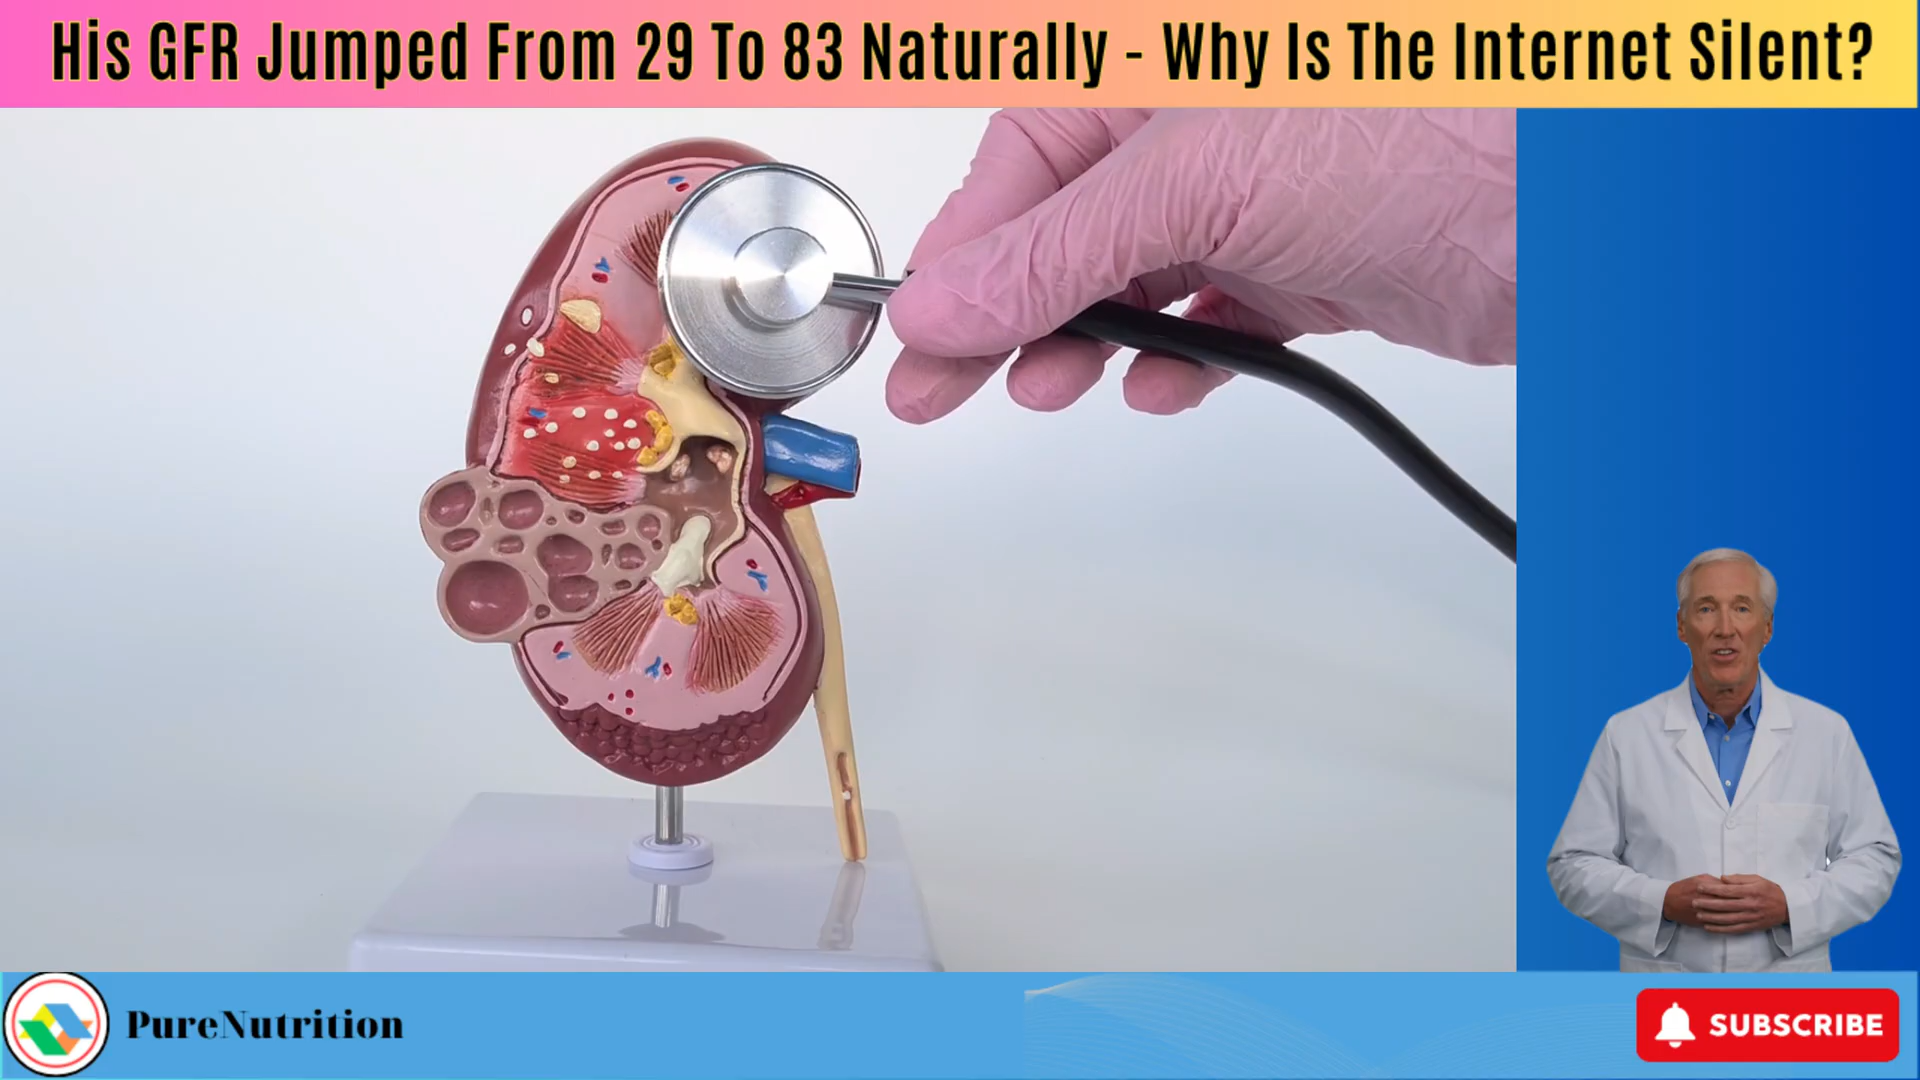 His GFR Jumped From 29 To 83 Naturally - Why Is The Internet Silent?
PureNutrition
SUBSCRIBE